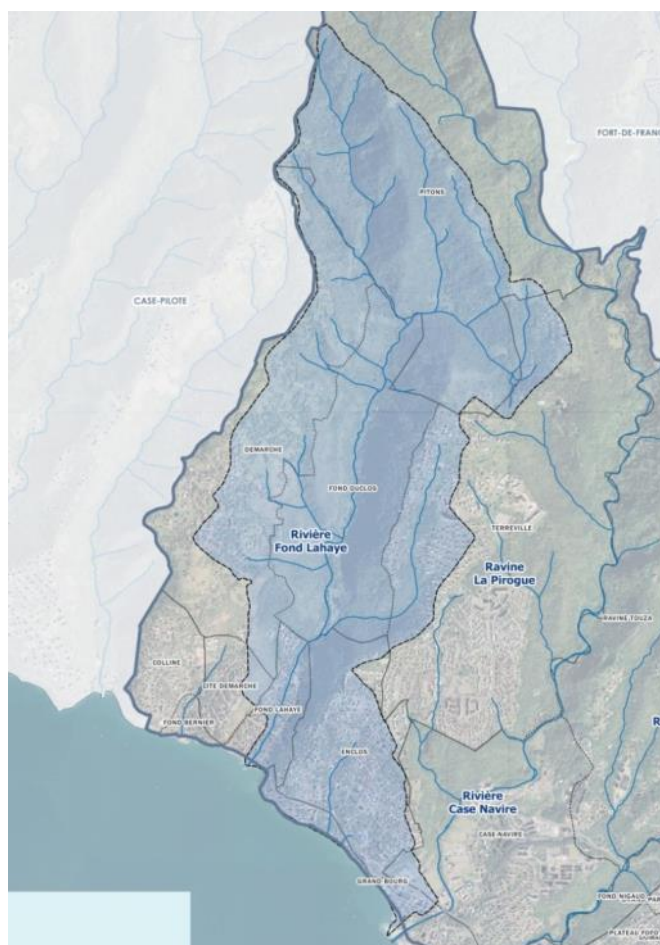 FORT-DE-FRANC
PITONS
CASE-PILOTE
DEMARCHE
FOND DUCLOS
Rivière
Fond Lahaye
TERREVILLE
Ravine
La Pirogue
RAVINE TOUZA
COLLINE
CITE DEMARCHE
FOND LAHAYE
FOND BERNIER
R
ENCLOS
Rivière
Case Navire
CASE NAVIRE
GRAND BOURG
FOND NIGAUD